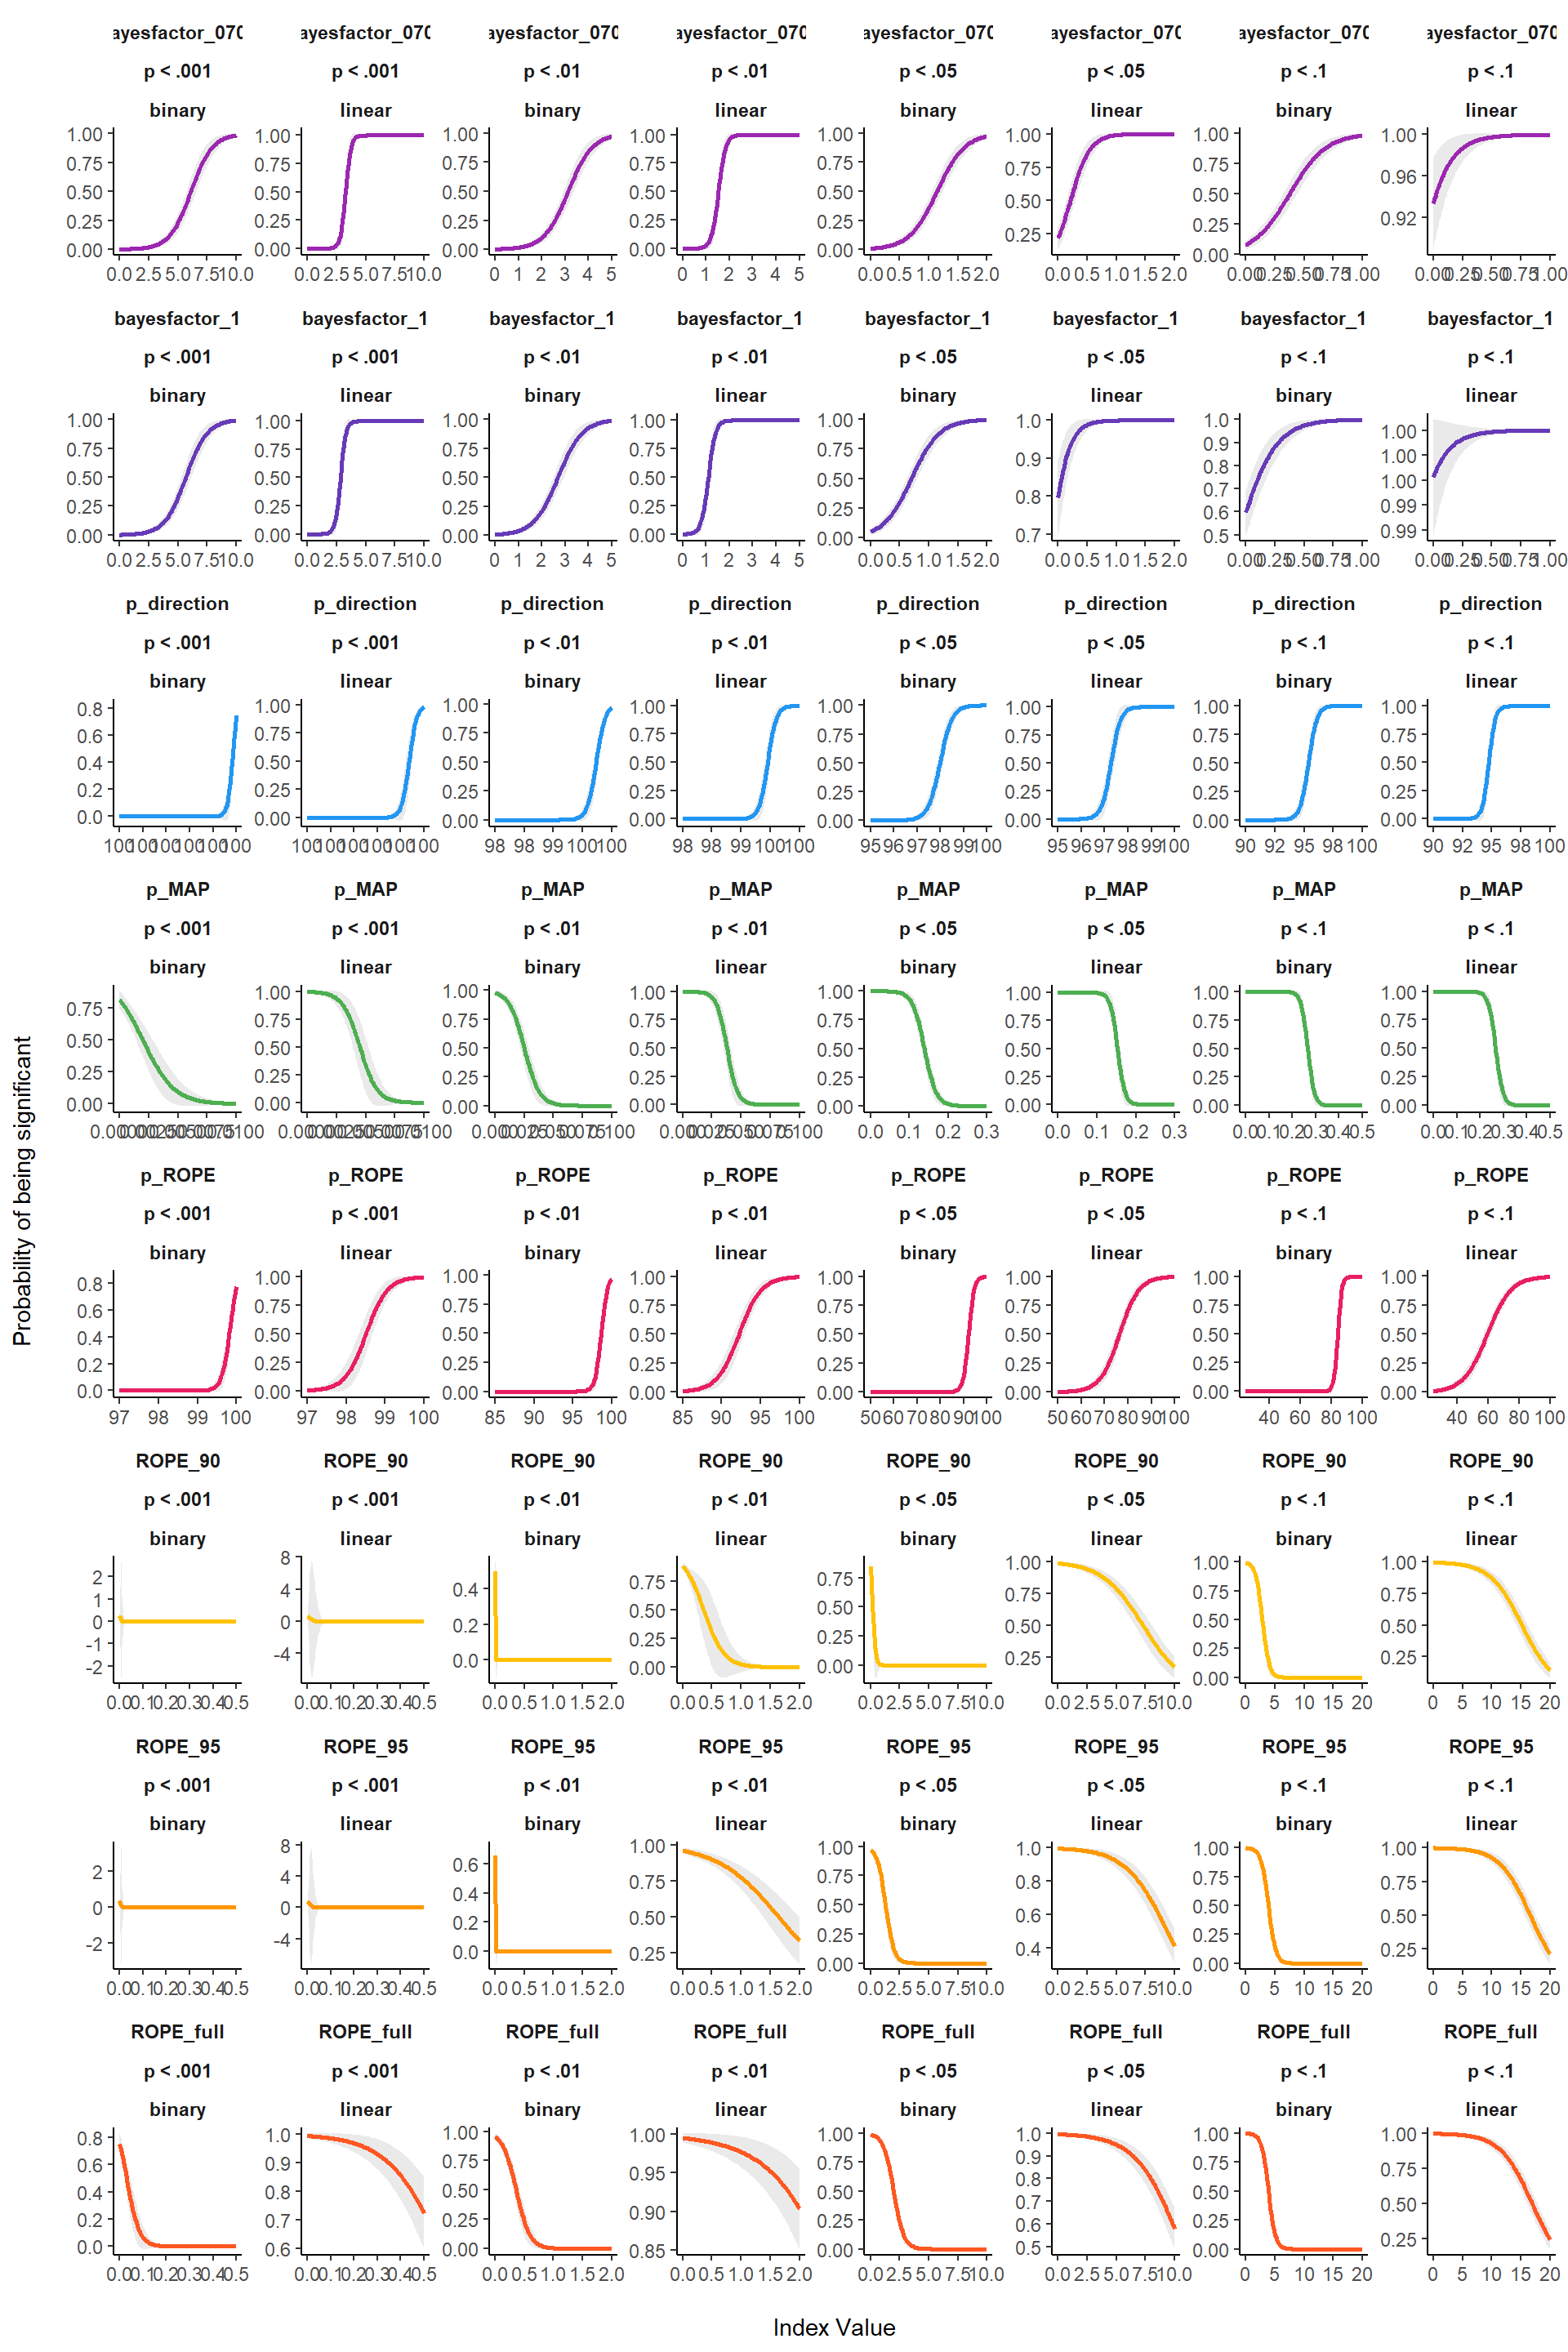 ayesfactor_070 ayesfactor_070 ayesfactor_070 ayesfactor_070 ayesfactor_070 ayesfactor_070 ayesfactor_070 ayesfactor_070
p < .001 p < .001 p < .01 p < .01 p < .05 p < .05 p < .1 p < .1
binary linear binary linear binary linear binary linear
1.00 1.00 1.00 1.00 1.00 1.00 1.00 1.00
0.75 0.75 0.75 0.75 0.75 0.75 0.75 0.96
0.50 0.50 0.50 0.50 0.50 0.50 0.50 0.92
0.25 0.25 0.25 0.25 0.25 0.25 0.25
0.00 0.00 0.00 0.00 0.00 0.00
0.0 2.5 5.0 7.5 10.0 0.0 2.5 5.0 7.5 10.0 0 1 2 3 4 5 0 1 2 3 4 5 0.0 0.5 1.0 1.5 2.0 0.0 0.5 1.0 1.5 2.0 0.00 0.25 0.50 0.75 1.00 0.00 0.25 0.50 0.75 1.00
bayesfactor_1 bayesfactor_1 bayesfactor_1 bayesfactor_1 bayesfactor_1 bayesfactor_1 bayesfactor_1 bayesfactor_1
p < .001 p < .001 p < .01 p < .01 p < .05 p < .05 p < .1 p < .1
binary linear binary linear binary linear binary linear
1.00 1.00 1.00 1.00 1.00 1.0 1.0 1.00
0.75 0.75 0.75 0.75 0.75 0.9 0.9 1.00
0.50 0.50 0.50 0.50 0.50 0.8 0.8 1.00
0.25 0.25 0.25 0.25 0.25 0.7 0.7 0.99
0.00 0.00 0.00 0.00 0.00 0.6 0.99
0.5
0.0 2.5 5.0 7.5 10.0 0.0 2.5 5.0 7.5 10.0 0 1 2 3 4 5 0 1 2 3 4 5 0.0 0.5 1.0 1.5 2.0 0.0 0.5 1.0 1.5 2.0 0.00 0.25 0.50 0.75 1.00 0.00 0.25 0.50 0.75 1.00
p_direction p_direction p_direction p_direction p_direction p_direction p_direction p_direction
p < .001 p < .001 p < .01 p < .01 p < .05 p < .05 p < .1 p < .1
binary linear binary linear binary linear binary linear
0.8 1.00 1.00 1.00 1.00 1.00 1.00 1.00
0.6 0.75 0.75 0.75 0.75 0.75 0.75 0.75
0.4 0.50 0.50 0.50 0.50 0.50 0.50 0.50
0.2 0.25 0.25 0.25 0.25 0.25 0.25 0.25
0.0 0.00 0.00 0.00 0.00 0.00 0.00 0.00
100 100 100 100 100 100 100 100 100 100 98 98 99 100 100 98 98 99 100 100 95 96 97 98 99 100 95 96 97 98 99 100 90 92 95 98 100 90 92 95 98 100
p_MAP p_MAP p_MAP p_MAP p_MAP p_MAP p_MAP p_MAP
p < .001 p < .001 p < .01 p < .01 p < .05 p < .05 p < .1 p < .1
binary linear binary linear binary linear binary linear
0.75 1.00 1.00 1.00 1.00 1.00 1.00 1.00
0.50 0.75 0.75 0.75 0.75 0.75 0.75 0.75
0.25 0.50 0.50 0.50 0.50 0.50 0.50 0.50
0.00 0.25 0.25 0.25 0.25 0.25 0.25 0.25
0.00 0.00 0.00 0.00 0.00 0.00 0.00
0.0 0.1 0.2 0.3 0.0 0.1 0.2 0.3 0.0 0.1 0.2 0.3 0.4 0.5 0.0 0.1 0.2 0.3 0.4 0.5
Probability of being significant
p_ROPE p_ROPE p_ROPE p_ROPE p_ROPE p_ROPE p_ROPE p_ROPE
p < .001 p < .001 p < .01 p < .01 p < .05 p < .05 p < .1 p < .1
binary linear binary linear binary linear binary linear
0.8 1.00 1.00 1.00 1.00 1.00 1.00 1.00
0.6 0.75 0.75 0.75 0.75 0.75 0.75 0.75
0.4 0.50 0.50 0.50 0.50 0.50 0.50 0.50
0.2 0.25 0.25 0.25 0.25 0.25 0.25 0.25
0.0 0.00 0.00 0.00 0.00 0.00 0.00 0.00
97 98 99 100 97 98 99 100 85 90 95 100 85 90 95 100 50 60 70 80 90 100 50 60 70 80 90 100 40 60 80 100 40 60 80 100
ROPE_90 ROPE_90 ROPE_90 ROPE_90 ROPE_90 ROPE_90 ROPE_90 ROPE_90
p < .001 p < .001 p < .01 p < .01 p < .05 p < .05 p < .1 p < .1
binary linear binary linear binary linear binary linear
2 8 0.4 0.75 0.75 1.00 1.00 1.00
1 4 0.2 0.50 0.50 0.75 0.75 0.75
0 0 0.0 0.25 0.25 0.50 0.50 0.50
-1 -4 0.00 0.00 0.25 0.25 0.25
-2 0.00
0.0 0.1 0.2 0.3 0.4 0.5 0.0 0.1 0.2 0.3 0.4 0.5 0.0 0.5 1.0 1.5 2.0 0.0 0.5 1.0 1.5 2.0 0.0 2.5 5.0 7.5 10.0 0.0 2.5 5.0 7.5 10.0 0 5 10 15 20 0 5 10 15 20
ROPE_95 ROPE_95 ROPE_95 ROPE_95 ROPE_95 ROPE_95 ROPE_95 ROPE_95
p < .001 p < .001 p < .01 p < .01 p < .05 p < .05 p < .1 p < .1
binary linear binary linear binary linear binary linear
2 8 0.6 1.00 1.00 1.0 1.00 1.00
0 4 0.4 0.75 0.75 0.8 0.75 0.75
-2 0 0.2 0.50 0.50 0.6 0.50 0.50
-4 0.0 0.25 0.25 0.4 0.25 0.25
0.00 0.00
0.0 0.1 0.2 0.3 0.4 0.5 0.0 0.1 0.2 0.3 0.4 0.5 0.0 0.5 1.0 1.5 2.0 0.0 0.5 1.0 1.5 2.0 0.0 2.5 5.0 7.5 10.0 0.0 2.5 5.0 7.5 10.0 0 5 10 15 20 0 5 10 15 20
ROPE_full ROPE_full ROPE_full ROPE_full ROPE_full ROPE_full ROPE_full ROPE_full
p < .001 p < .001 p < .01 p < .01 p < .05 p < .05 p < .1 p < .1
binary linear binary linear binary linear binary linear
0.8 1.0 1.00 1.00 1.00 1.0 1.00 1.00
0.6 0.9 0.75 0.95 0.75 0.9 0.75 0.75
0.4 0.8 0.50 0.90 0.50 0.8 0.50 0.50
0.2 0.7 0.25 0.85 0.25 0.7 0.25 0.25
0.0 0.6 0.00 0.00 0.6 0.00
0.5
0.0 0.1 0.2 0.3 0.4 0.5 0.0 0.1 0.2 0.3 0.4 0.5 0.0 0.5 1.0 1.5 2.0 0.0 0.5 1.0 1.5 2.0 0.0 2.5 5.0 7.5 10.0 0.0 2.5 5.0 7.5 10.0 0 5 10 15 20 0 5 10 15 20
Index Value